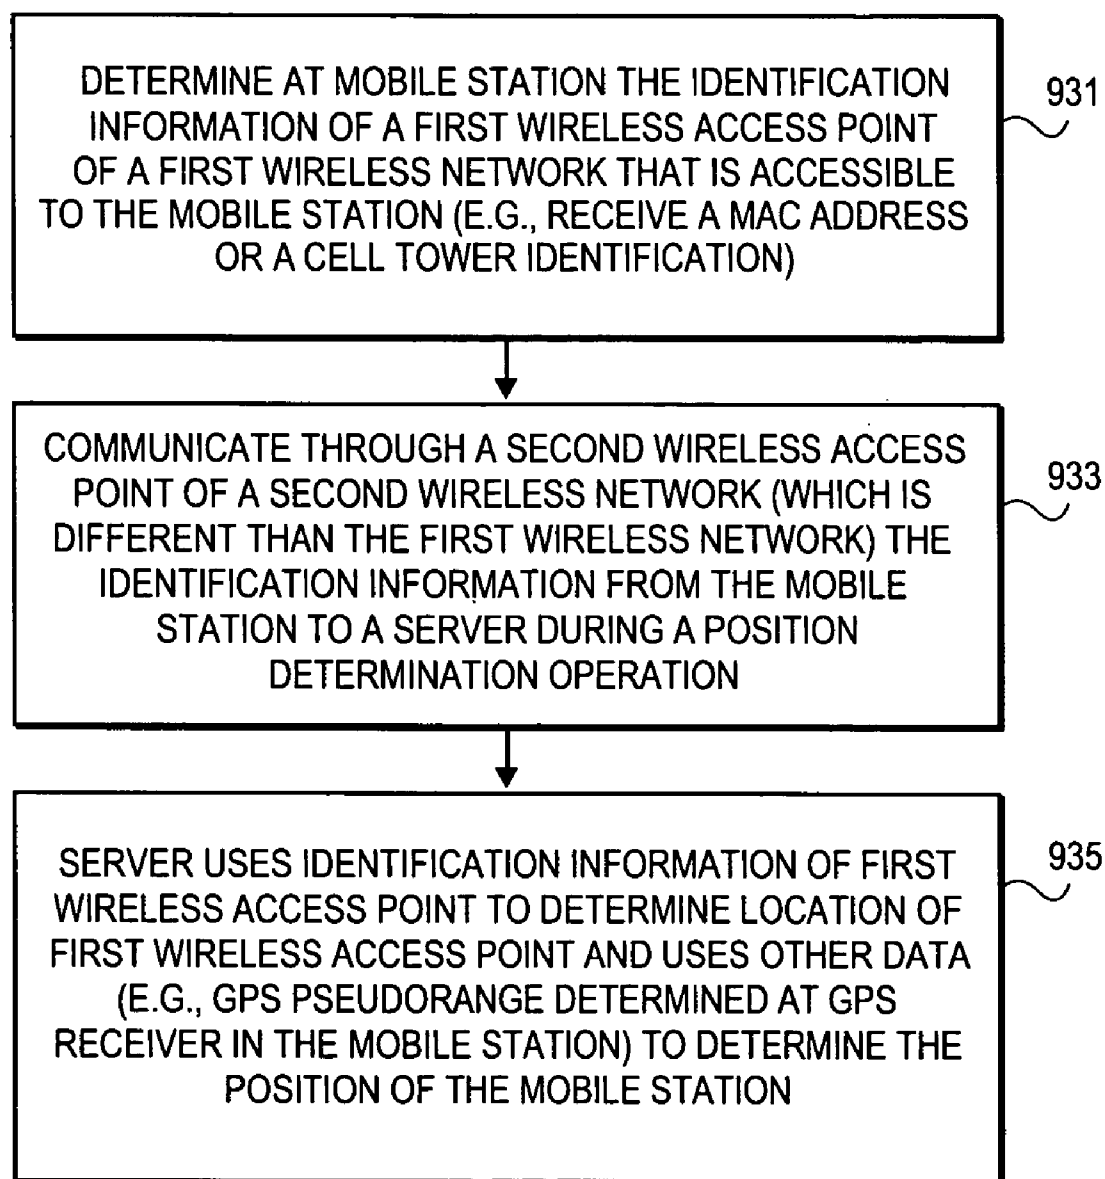 DETERMINE AT MOBILE STATION THE IDENTIFICATION
INFORMATION OF A FIRST WIRELESS ACCESS POINT
OF A FIRST WIRELESS NETWORK THAT IS ACCESSIBLE
TO THE MOBILE STATION (E.G., RECEIVE A MAC ADDRESS
OR A CELL TOWER IDENTIFICATION)
931
COMMUNICATE THROUGH A SECOND WIRELESS ACCESS
POINT OF A SECOND WIRELESS NETWORK (WHICH IS
DIFFERENT THAN THE FIRST WIRELESS NETWORK) THE
IDENTIFICATION INFORMATION FROM THE MOBILE
STATION TO A SERVER DURING A POSITION
DETERMINATION OPERATION
933
SERVER USES IDENTIFICATION INFORMATION OF FIRST
WIRELESS ACCESS POINT TO DETERMINE LOCATION OF
FIRST WIRELESS ACCESS POINT AND USES OTHER DATA
(E.G., GPS PSEUDORANGE DETERMINED AT GPS
RECEIVER IN THE MOBILE STATION) TO DETERMINE THE
POSITION OF THE MOBILE STATION
935